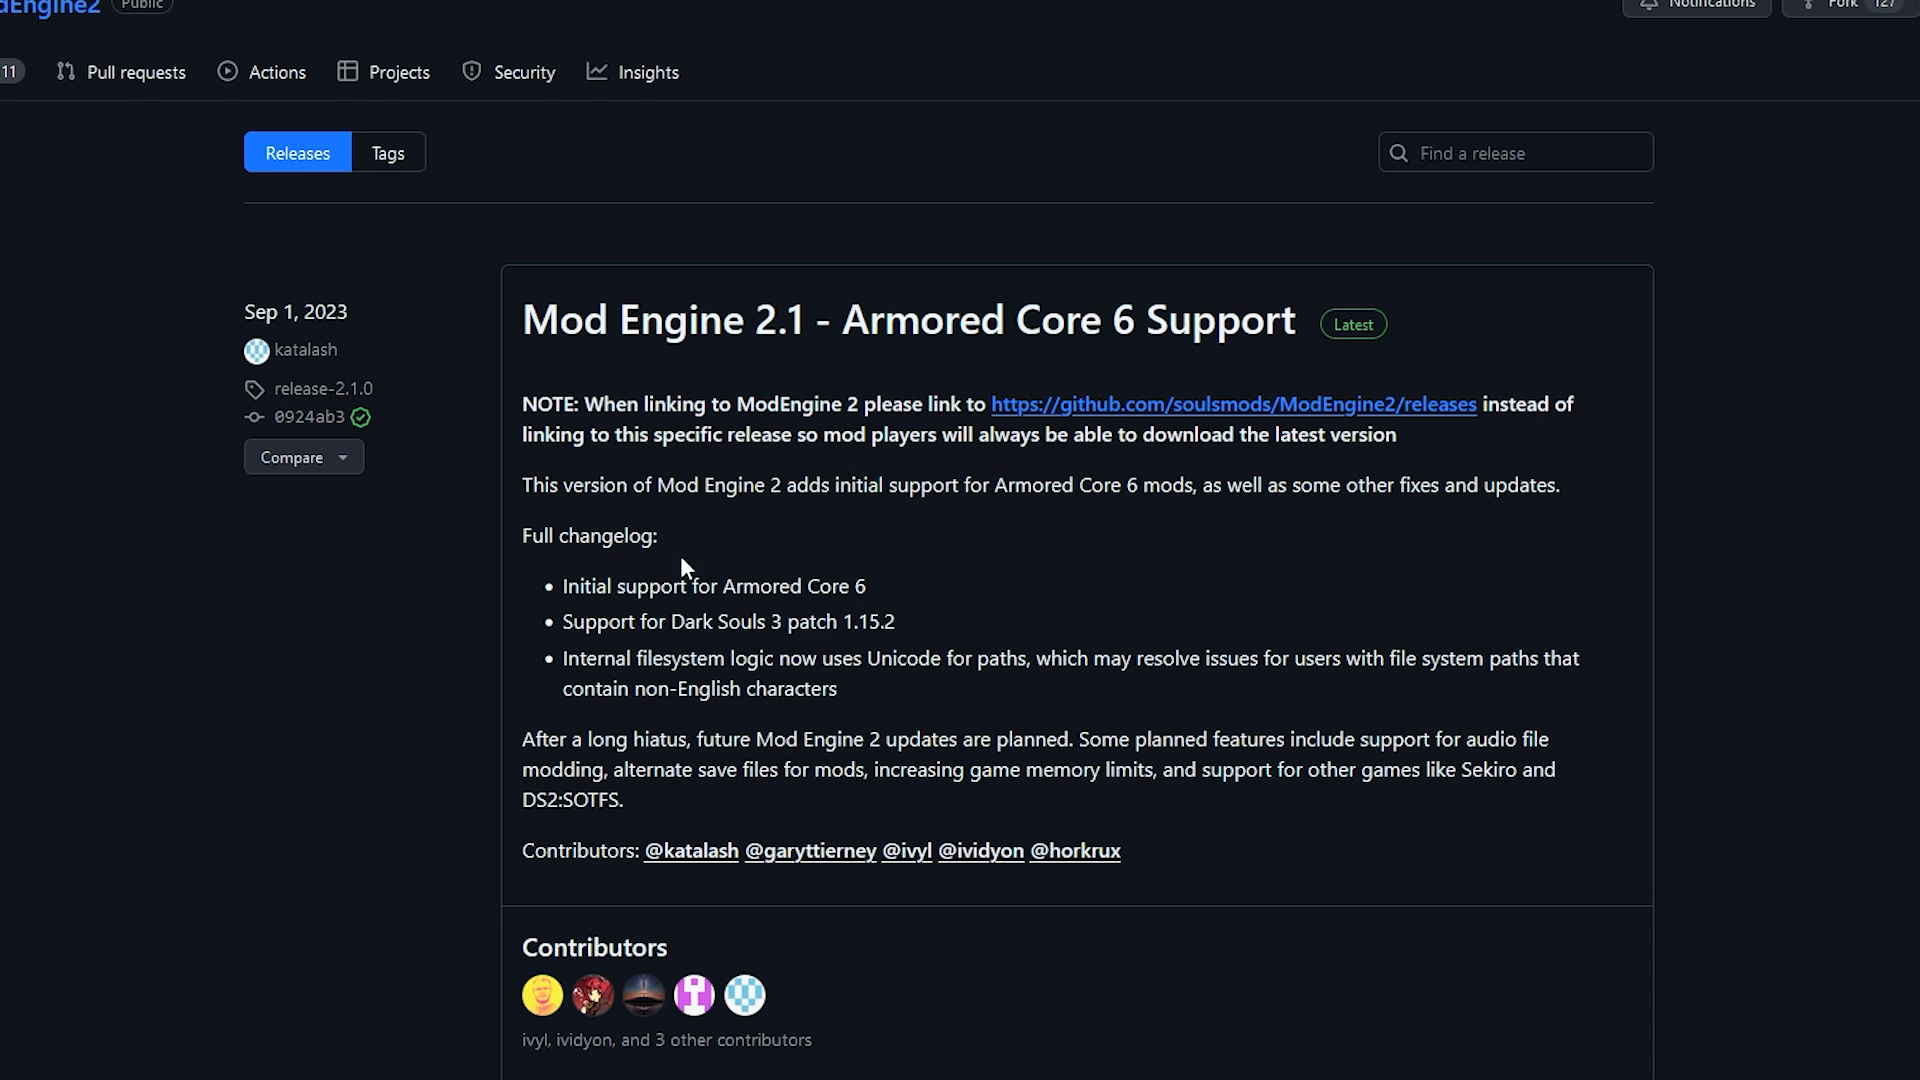 dEngine2 Public Notifications Fork 127
11 Pull requests Actions Projects Security Insights
Releases Tags Find a release
Sep 1, 2023
katalash
release-2.1.0
0924ab3
Compare
Mod Engine 2.1 - Armored Core 6 Support Latest
NOTE: When linking to ModEngine 2 please link to https://github.com/soulsmods/ModEngine2/releases instead of
linking to this specific release so mod players will always be able to download the latest version
This version of Mod Engine 2 adds initial support for Armored Core 6 mods, as well as some other fixes and updates.
Full changelog:
• Initial support for Armored Core 6
• Support for Dark Souls 3 patch 1.15.2
• Internal filesystem logic now uses Unicode for paths, which may resolve issues for users with file system paths that
contain non-English characters
After a long hiatus, future Mod Engine 2 updates are planned. Some planned features include support for audio file
modding, alternate save files for mods, increasing game memory limits, and support for other games like Sekiro and
DS2:SOTFS.
Contributors: @katalash @garyttierney @ivyl @ividyon @horkrux
Contributors
ivyl, ividyon, and 3 other contributors